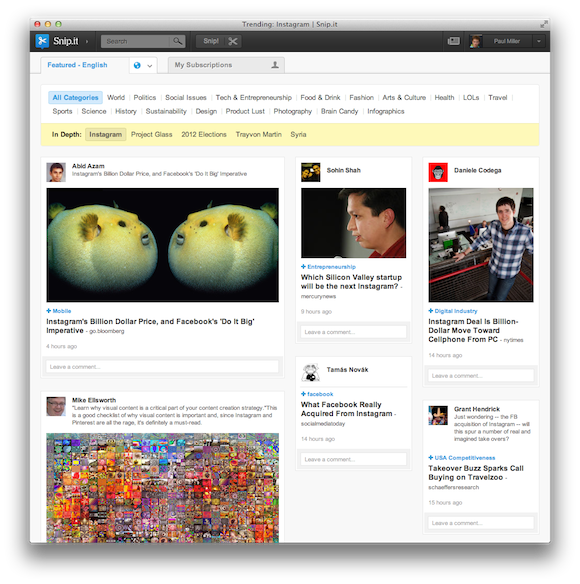 Trending: Instagram | Snip.it
Snip.it
Search
Snip!
Paul Miller
Featured - English
My Subscriptions
All Categories World Politics Social Issues Tech & Entrepreneurship Food & Drink Fashion Arts & Culture Health LOLs Travel
Sports Science History Sustainability Design Product Lust Photography Brain Candy Infographics
In Depth: Instagram Project Glass 2012 Elections Trayvon Martin Syria
Abid Azam
Instagram's Billion Dollar Price, and Facebook's 'Do It Big' Imperative
Mobile
Instagram's Billion Dollar Price, and Facebook's 'Do It Big'
Imperative - go.bloomberg
4 hours ago
Leave a comment...
Mike Ellsworth
"Learn why visual content is a critical part of your content creation strategy."This
is a good checklist of why visual content is important and, since Instagram and
Pinterest are all the rage, it's definitely a must-read.
Sohin Shah
Entrepreneurship
Which Silicon Valley startup
will be the next Instagram? -
mercurynews
9 hours ago
Leave a comment...
Tamás Novák
facebook
What Facebook Really
Acquired From Instagram -
socialmediatoday
14 hours ago
Leave a comment...
Daniele Codega
Digital Industry
Instagram Deal Is Billion-
Dollar Move Toward
Cellphone From PC - nytimes
14 hours ago
Leave a comment...
Grant Hendrick
Just wondering -- the FB
acquisition of Instagram -- will
this spur a number of real and
imagined take overs?
USA Competitiveness
Takeover Buzz Sparks Call
Buying on Travelzoo -
schaeffersresearch
15 hours ago
Leave a comment...